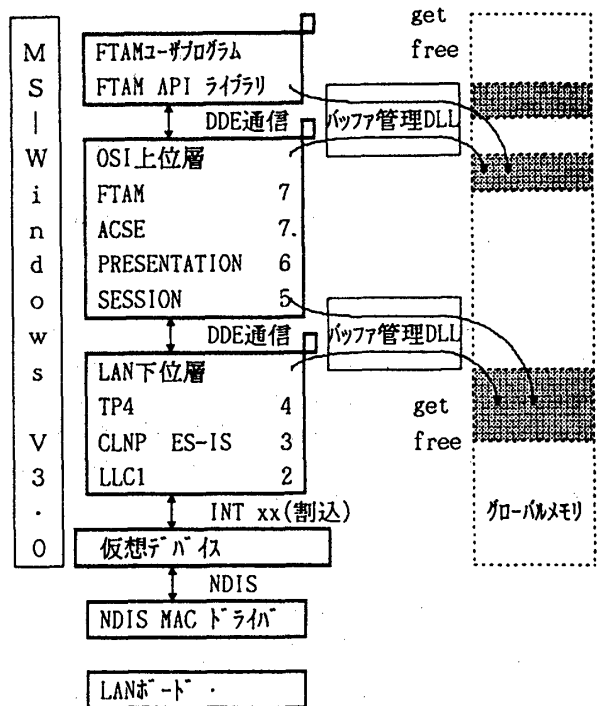 MS-Windows V3.0
FTAMユーザプログラム
FTAM API ライブラリ
DDE通信
OSI上位層
FTAM 7
ACSE 7.
PRESENTATION 6
SESSION 5
DDE通信
LAN下位層
TP4 4
CLNP ES-IS 3
LLC1 2
INT xx(割込)
仮想デバイス
NDIS
NDIS MAC ドライバ
LANボード
バッファ管理DLL
バッファ管理DLL
get
free
get
free
グローバルメモリ